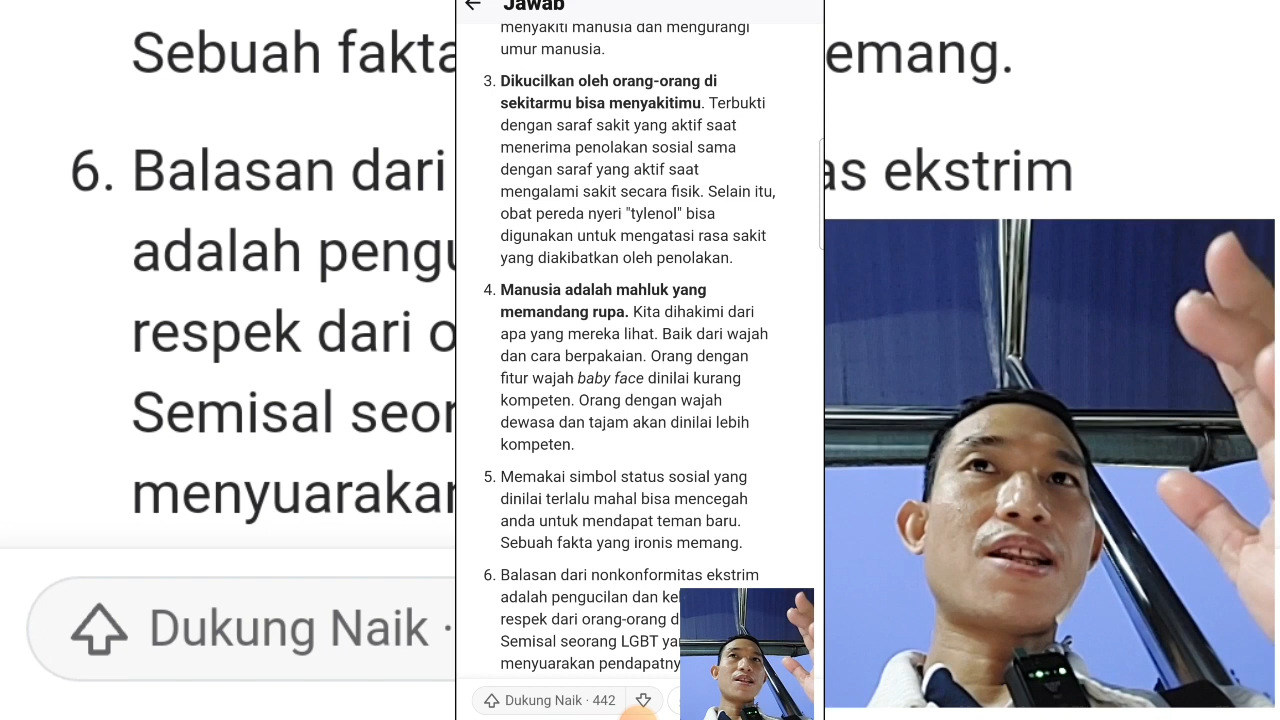 Jawab
menyakiti manusia dan mengurangi
umur manusia.
3. Dikucilkan oleh orang-orang di
sekitarmu bisa menyakitimu. Terbukti
dengan saraf sakit yang aktif saat
menerima penolakan sosial sama
dengan saraf yang aktif saat
mengalami sakit secara fisik. Selain itu,
obat pereda nyeri "tylenol" bisa
digunakan untuk mengatasi rasa sakit
yang diakibatkan oleh penolakan.
4. Manusia adalah mahluk yang
memandang rupa. Kita dihakimi dari
apa yang mereka lihat. Baik dari wajah
dan cara berpakaian. Orang dengan
fitur wajah baby face dinilai kurang
kompeten. Orang dengan wajah
dewasa dan tajam akan dinilai lebih
kompeten.
5. Memakai simbol status sosial yang
dinilai terlalu mahal bisa mencegah
anda untuk mendapat teman baru.
Sebuah fakta yang ironis memang.
6. Balasan dari nonkonformitas ekstrim
adalah pengucilan dan
respek dari orang-orang
Semisal seorang LGBT
menyuarakan
Dukung Naik · 442
Sebuah fakta emang.
6. Balasan dari as ekstrim
adalah
respek dari
Semisal
Dukung Naik ·